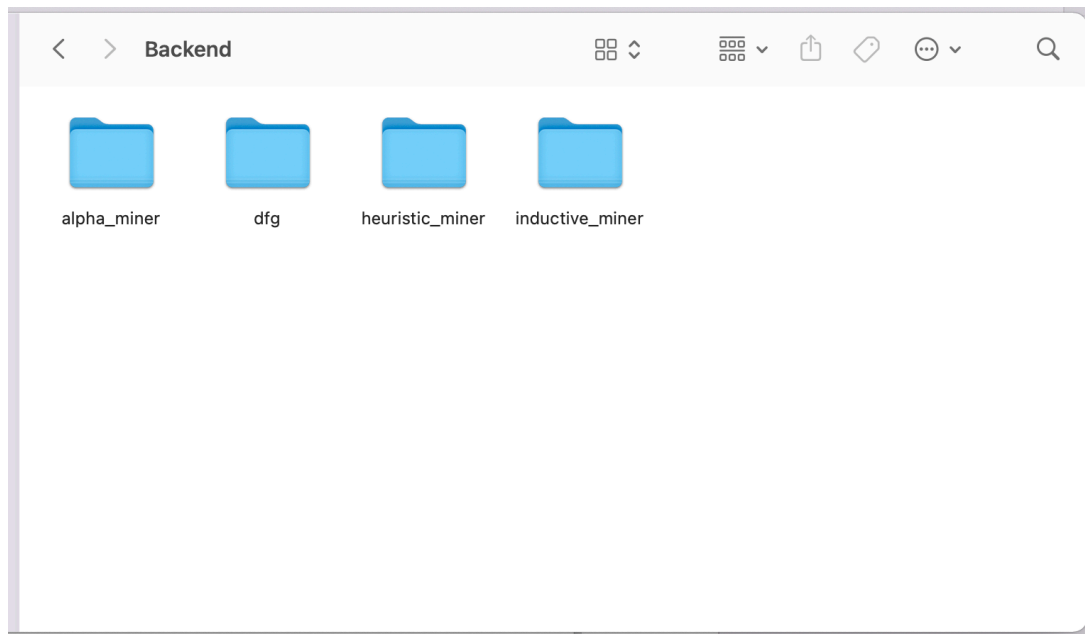 Backend
alpha_miner
dfg
heuristic_miner
inductive_miner